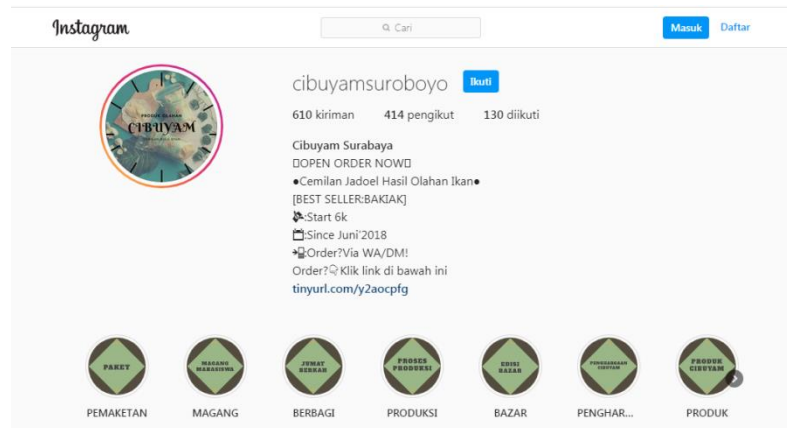 Instagram
Cari
Masuk Daftar
PRODUK OLAHAN
CIBUYAM
cibuyamsuroboyo Ikuti
610 kiriman 414 pengikut 130 diikuti
Cibuyam Surabaya
▯OPEN ORDER NOW▯
●Cemilan Jadoel Hasil Olahan Ikan●
[BEST SELLER:BAKIAK]
:Start 6k
:Since Juni'2018
:Order?Via WA/DM!
Order? Klik link di bawah ini
tinyurl.com/y2aocpfg
PAKET
MAGANG
MAHASISWA
JUMAT
BERKAH
PROSES
PRODUKSI
EDISI
BAZAR
PENGHARGAAN
CIBUYAM
PRODUK
CIBUYAM
PEMAKETAN MAGANG BERBAGI PRODUKSI BAZAR PENGHAR... PRODUK